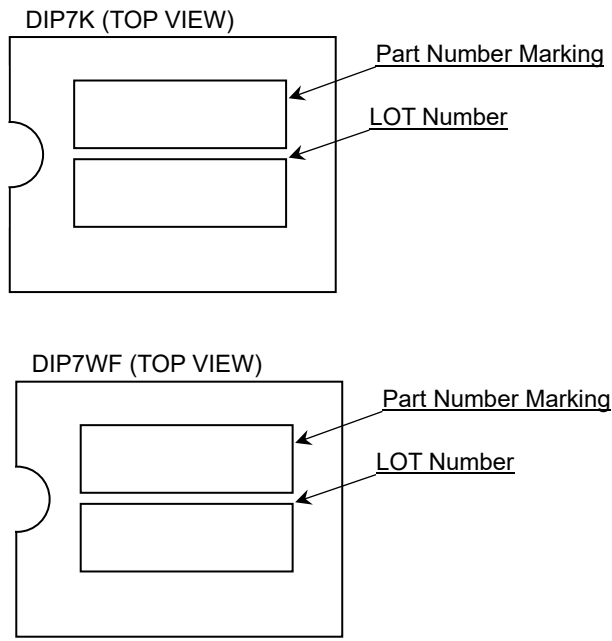 DIP7K (TOP VIEW)
Part Number Marking
LOT Number
DIP7WF (TOP VIEW)
Part Number Marking
LOT Number